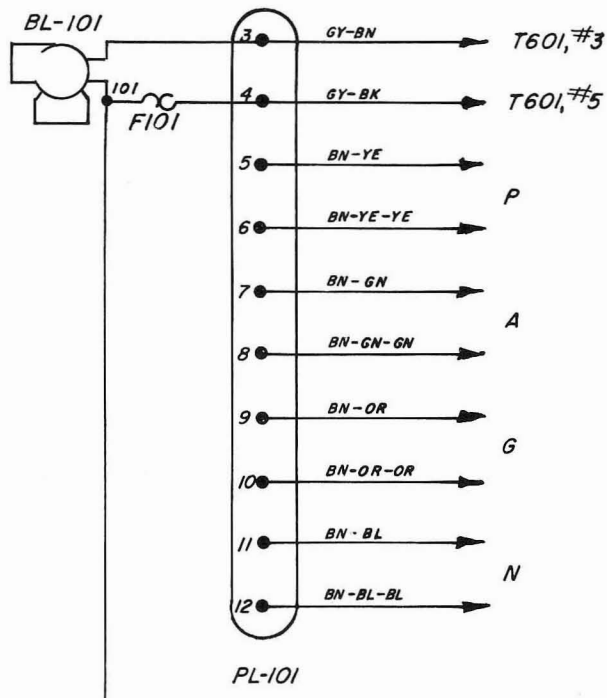 BL-101
3 GY-BN T601,#3
101
F101
4 GY-BK T601,#5
5 BN-YE
P
6 BN-YE-YE
7 BN-GN
A
8 BN-GN-GN
9 BN-OR
G
10 BN-OR-OR
11 BN-BL
N
12 BN-BL-BL
PL-101